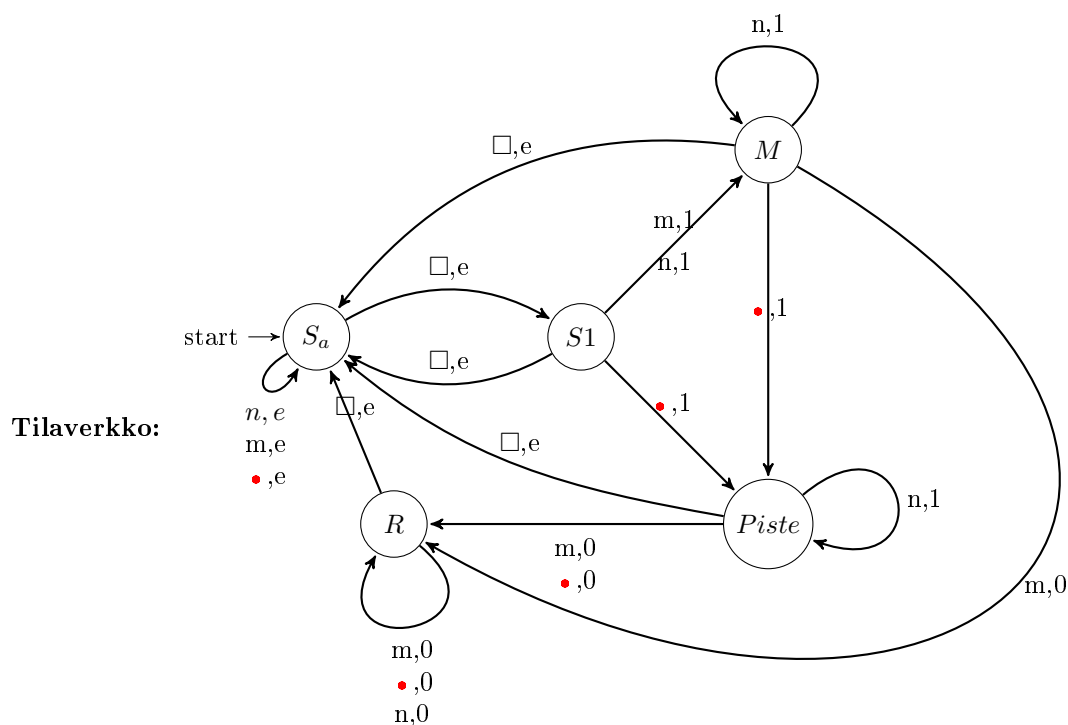 n,1
M
□,e
m,1
n,1
□,e
•,1
start
S_a
S1
□,e
□,e
•,1
n, e
m,e
•,e
Tilaverkko:
□,e
n,1
R
Piste
m,0
•,0
m,0
m,0
•,0
n,0